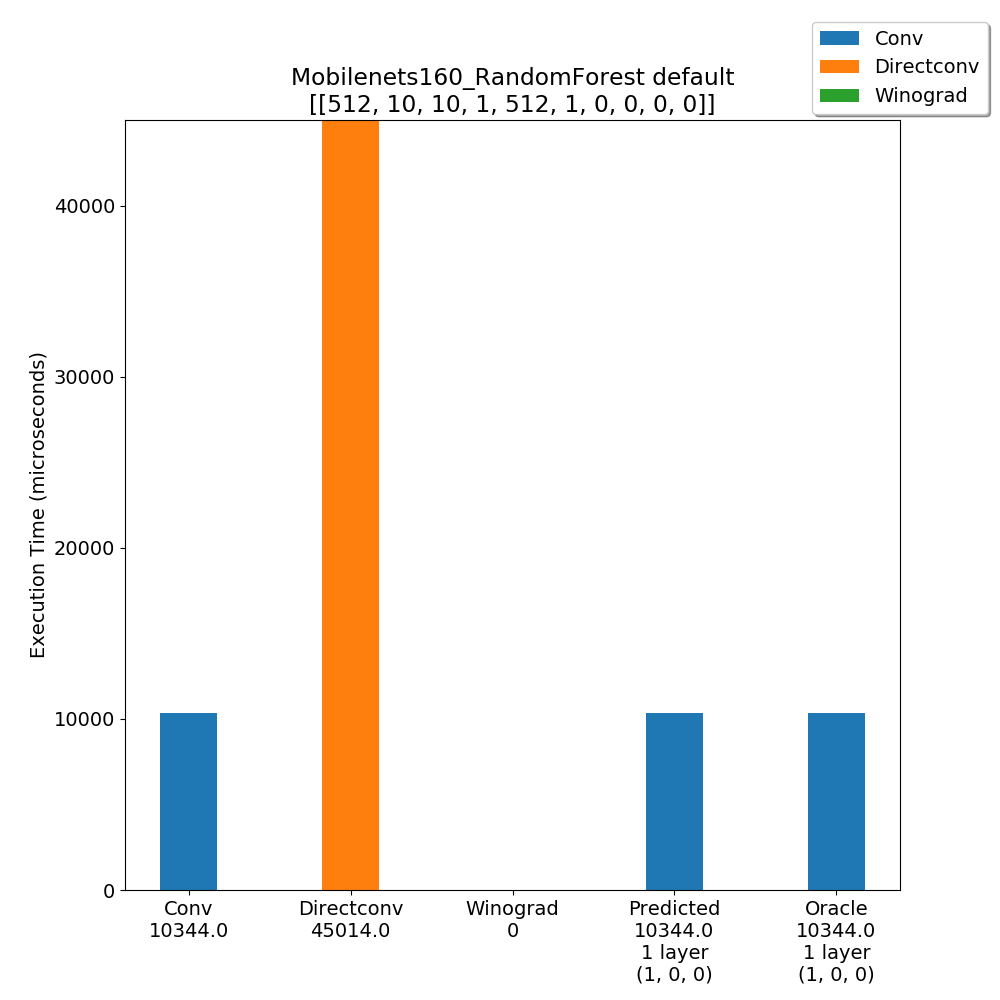 Conv
Directconv
Winograd
Mobilenets160_RandomForest default
[[512, 10, 10, 1, 512, 1, 0, 0, 0, 0]]
Execution Time (microseconds)
40000
30000
20000
10000
0
Conv
10344.0
Directconv
45014.0
Winograd
0
Predicted
10344.0
1 layer
(1, 0, 0)
Oracle
10344.0
1 layer
(1, 0, 0)